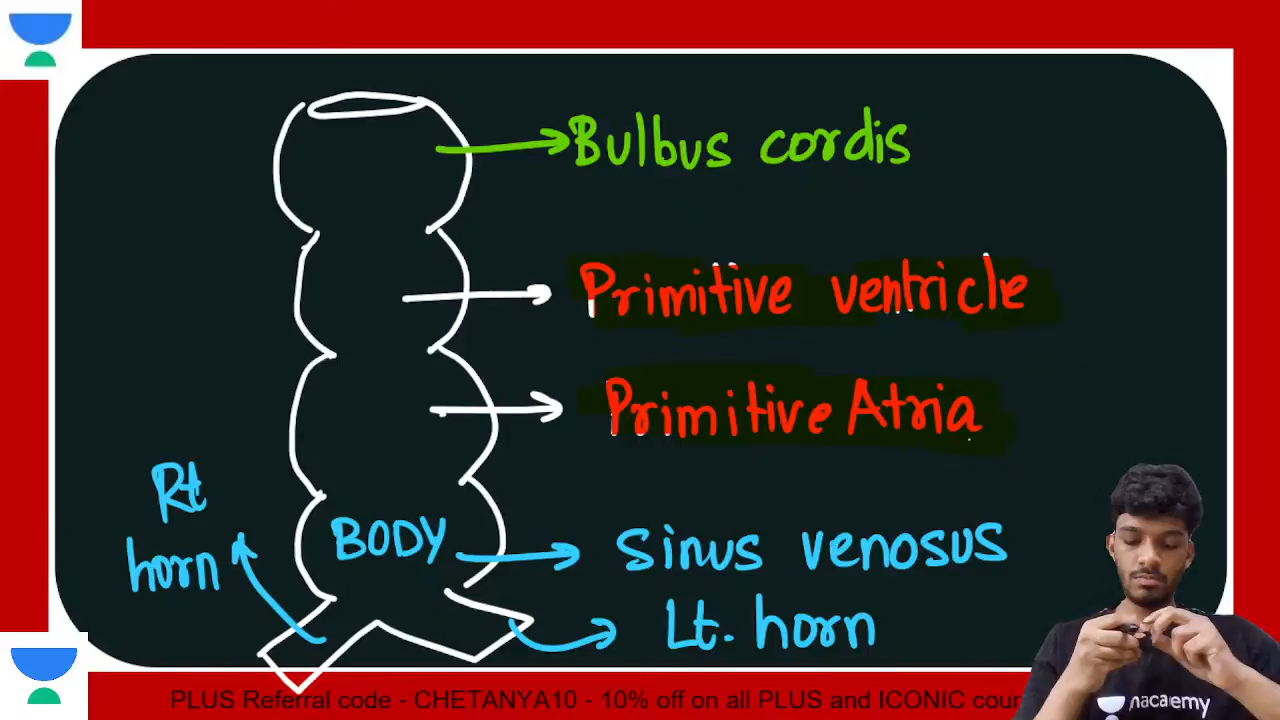 Bulbus cordis
Primitive ventricle
Primitive Atria
Rt
horn
BODY
Sinus venosus
Lt. horn
PLUS Referral code - CHETANYA10 - 10% off on all PLUS and ICONIC
nacademy